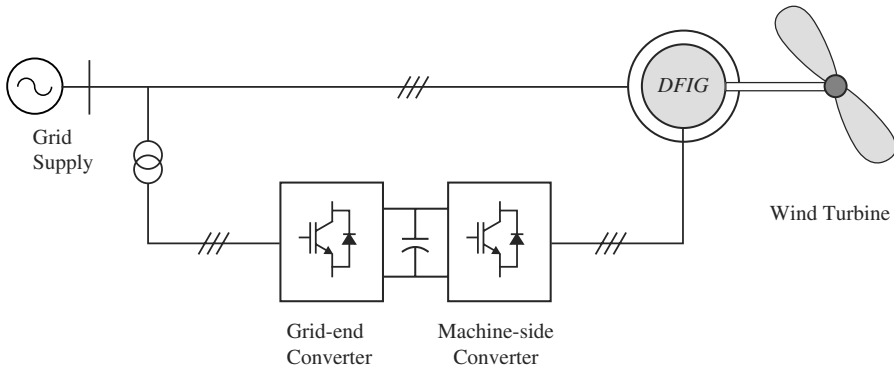 DFIG
Grid
Supply
Wind Turbine
Grid-end
Converter
Machine-side
Converter